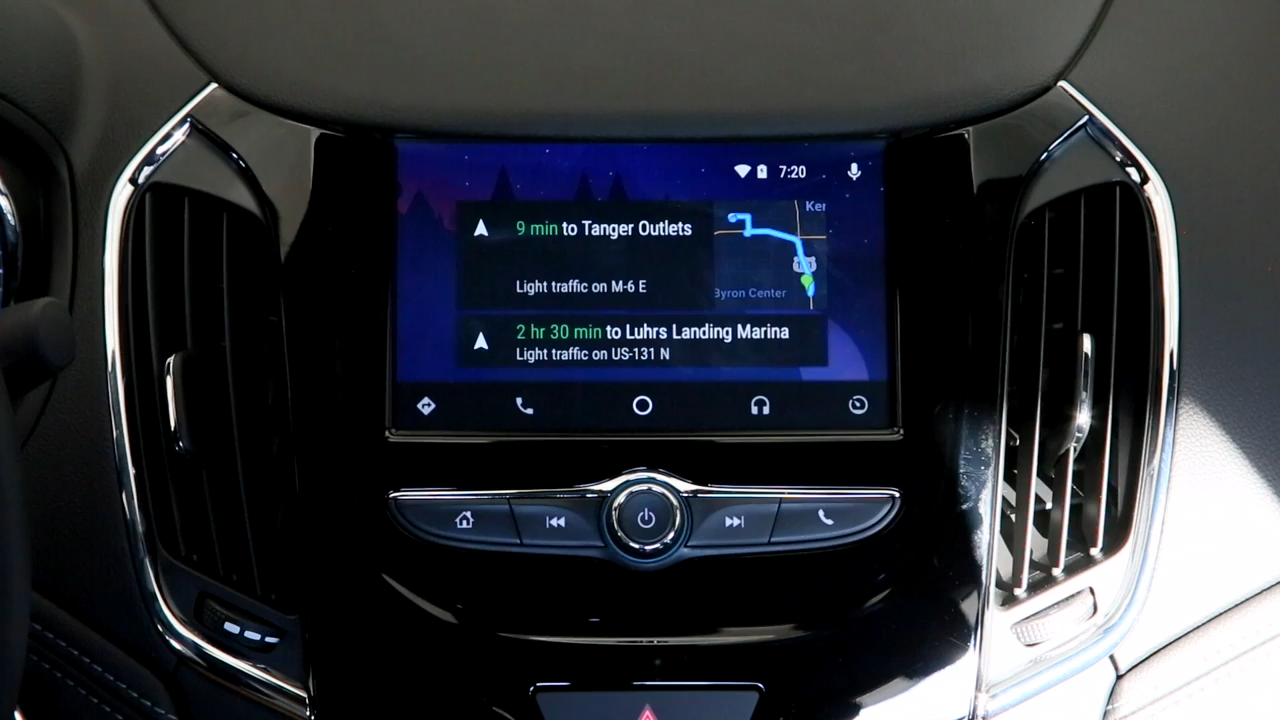 7:20
Ker
9 min to Tanger Outlets
Light traffic on M-6 E
Byron Center
2 hr 30 min to Luhrs Landing Marina
Light traffic on US-131 N